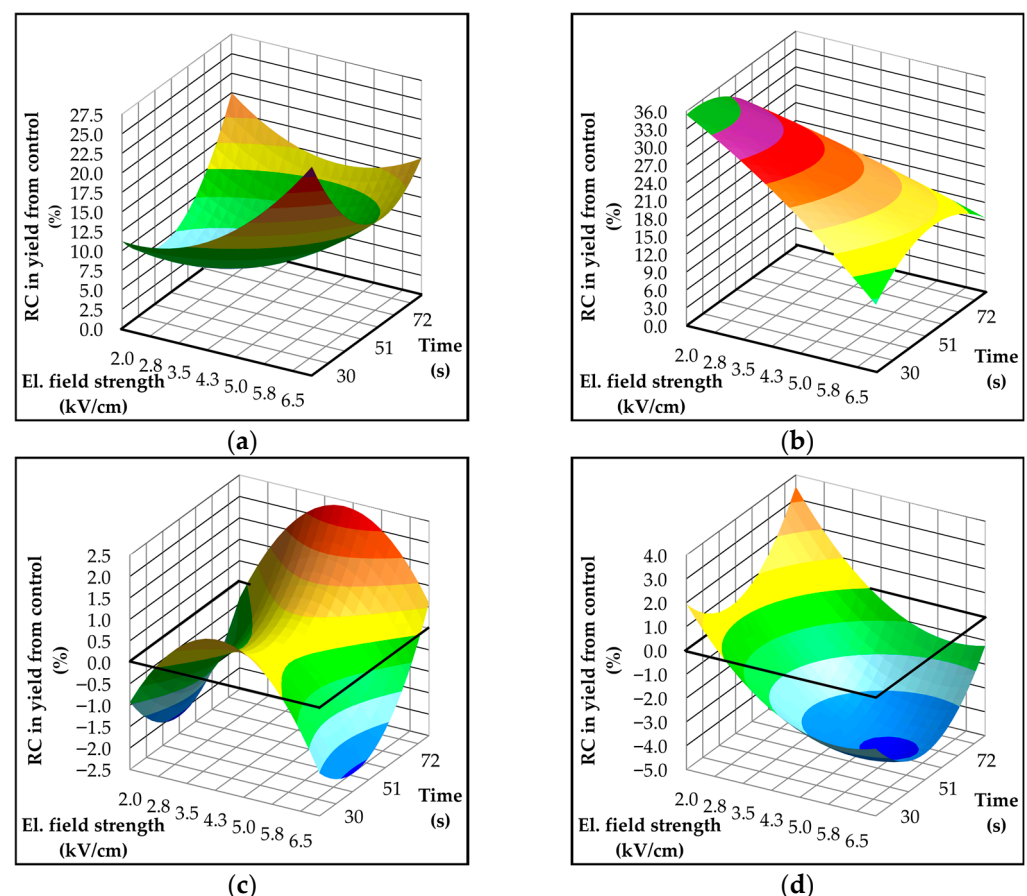 RC in yield from control
(%)
27.5
25.0
22.5
20.0
17.5
15.0
12.5
10.0
7.5
5.0
2.5
0.0
2.0 2.8 3.5 4.3 5.0 5.8 6.5
El. field strength
(kV/cm)
30 51 72
Time
(s)
(a)
RC in yield from control
(%)
36.0
33.0
30.0
27.0
24.0
21.0
18.0
15.0
12.0
9.0
6.0
3.0
0.0
2.0 2.8 3.5 4.3 5.0 5.8 6.5
El. field strength
(kV/cm)
30 51 72
Time
(s)
(b)
RC in yield from control
(%)
2.5
2.0
1.5
1.0
0.5
0.0
−0.5
−1.0
−1.5
−2.0
−2.5
2.0 2.8 3.5 4.3 5.0 5.8 6.5
El. field strength
(kV/cm)
30 51 72
Time
(s)
(c)
RC in yield from control
(%)
4.0
3.0
2.0
1.0
0.0
−1.0
−2.0
−3.0
−4.0
−5.0
2.0 2.8 3.5 4.3 5.0 5.8 6.5
El. field strength
(kV/cm)
30 51 72
Time
(s)
(d)